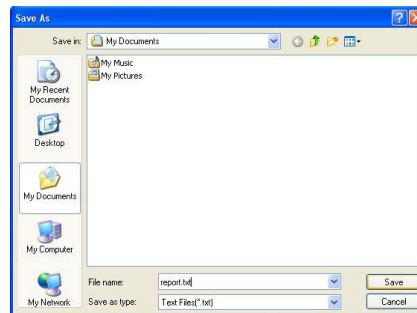 Save As
Save in: My Documents
My Music
My Pictures
My Recent
Documents
Desktop
My Documents
My Computer
My Network
File name: report.txt Save
Save as type: Text Files(*.txt) Cancel